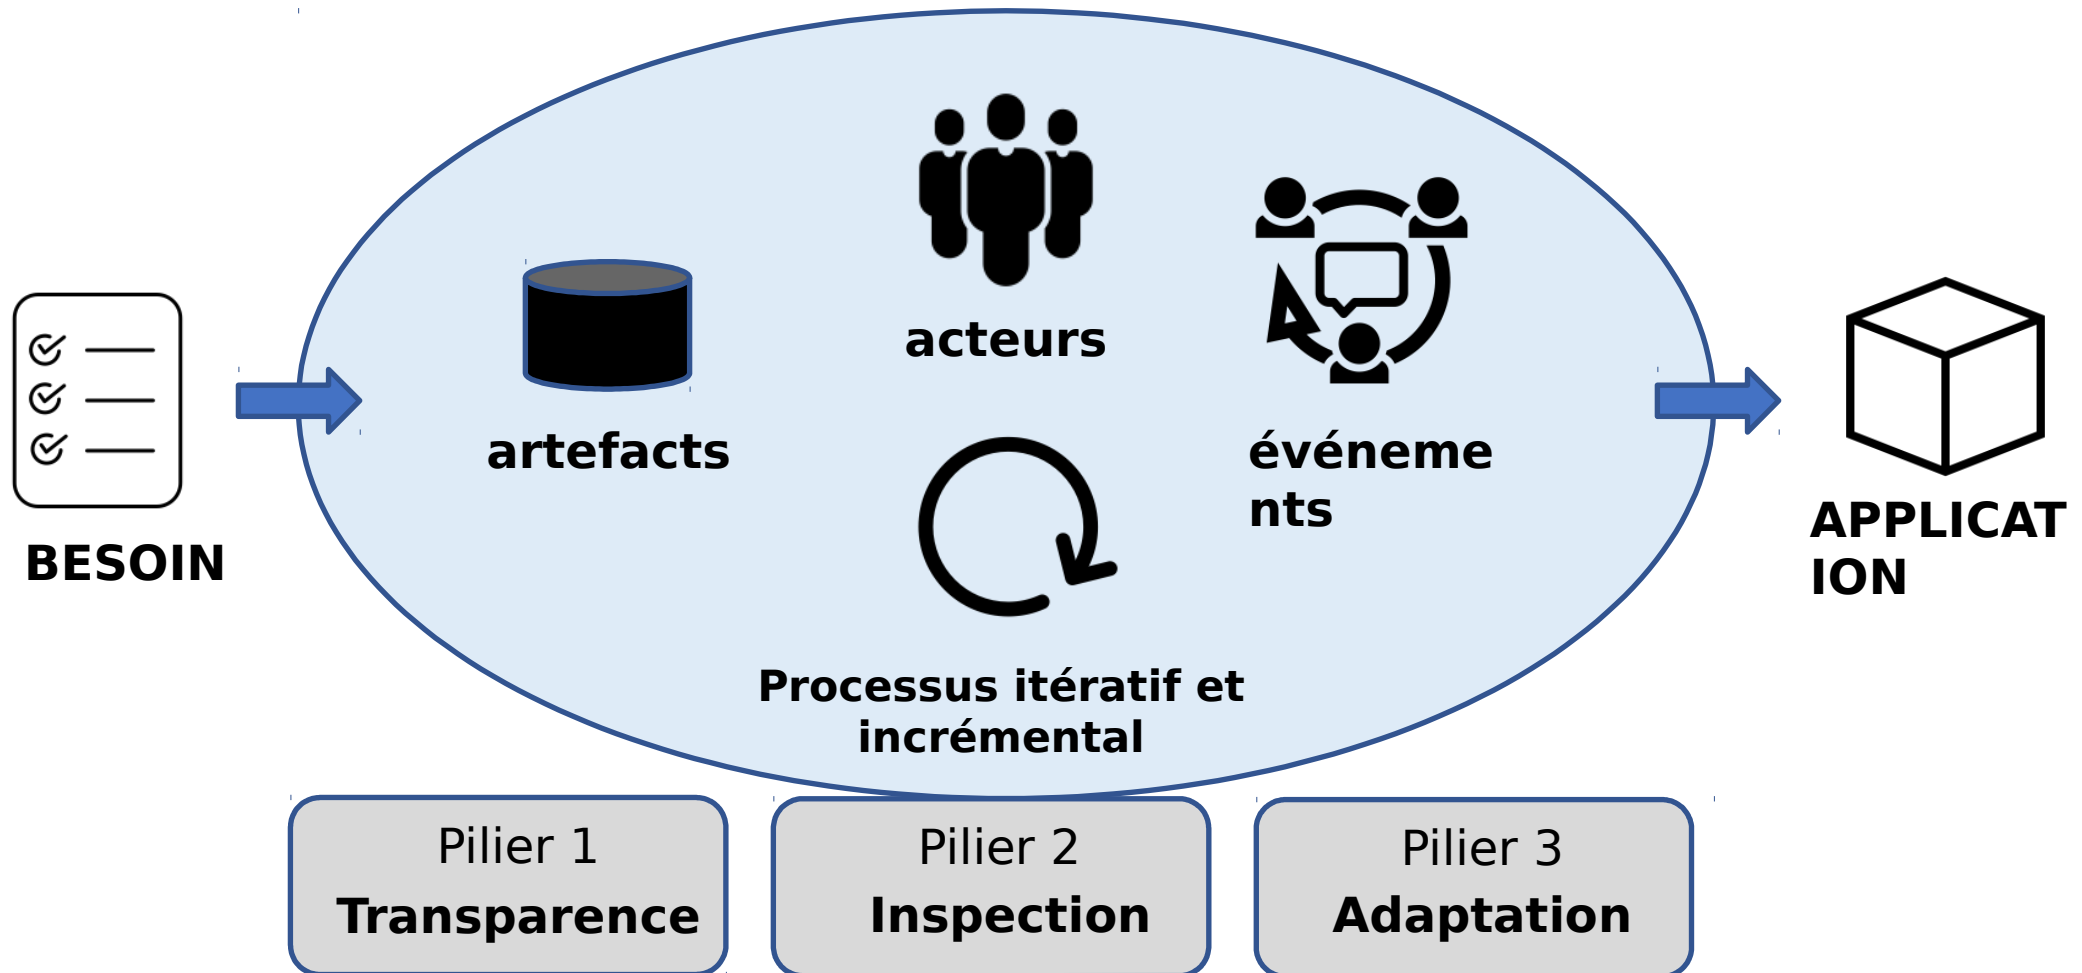 acteurs
artefacts
événeme
nts
BESOIN
APPLICAT
ION
Processus itératif et
incrémental
Pilier 1
Transparence
Pilier 2
Inspection
Pilier 3
Adaptation